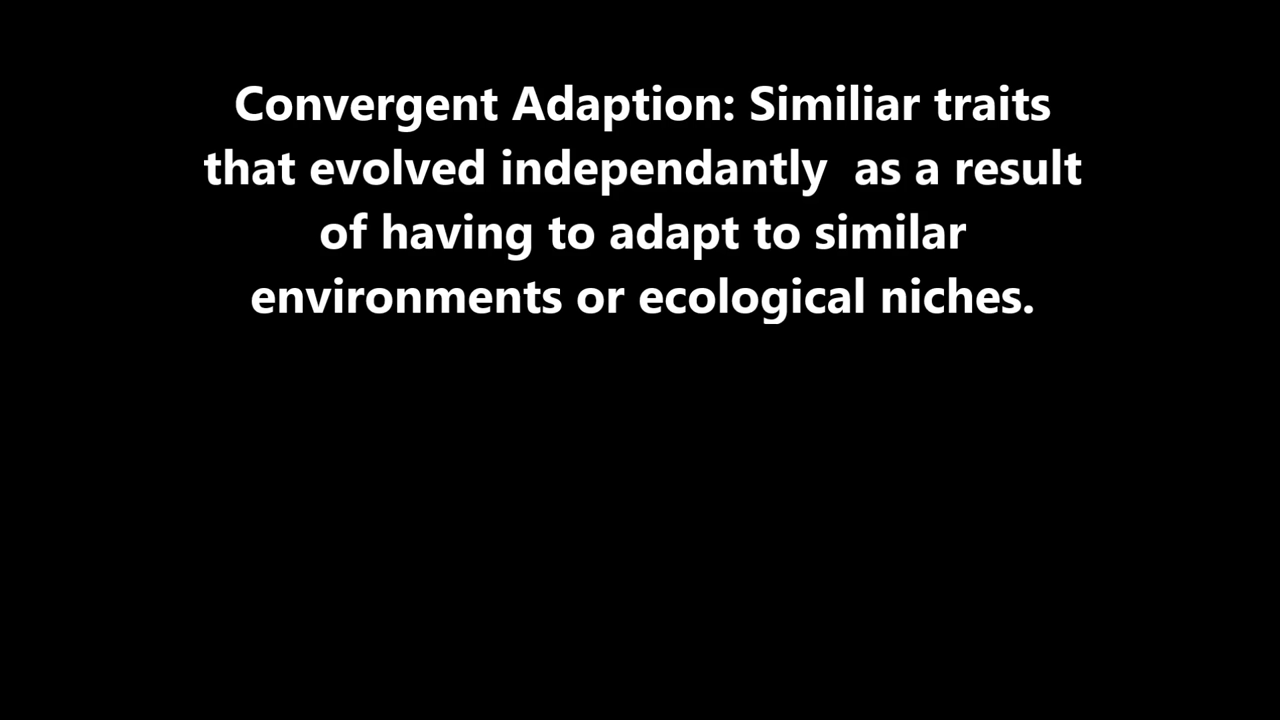 Convergent Adaption: Similiar traits
that evolved independantly  as a result
of having to adapt to similar
environments or ecological niches.